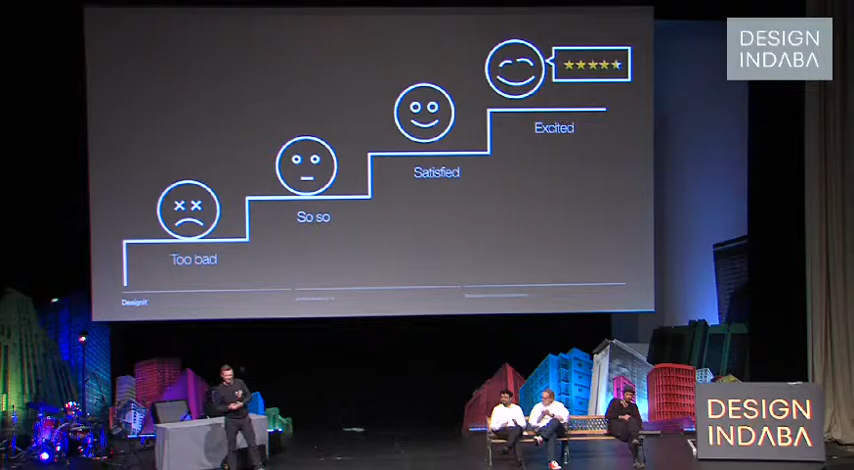 DESIGN
INDABA
Excited
Satisfied
So so
Too bad
Designit
DESIGN
INDABA